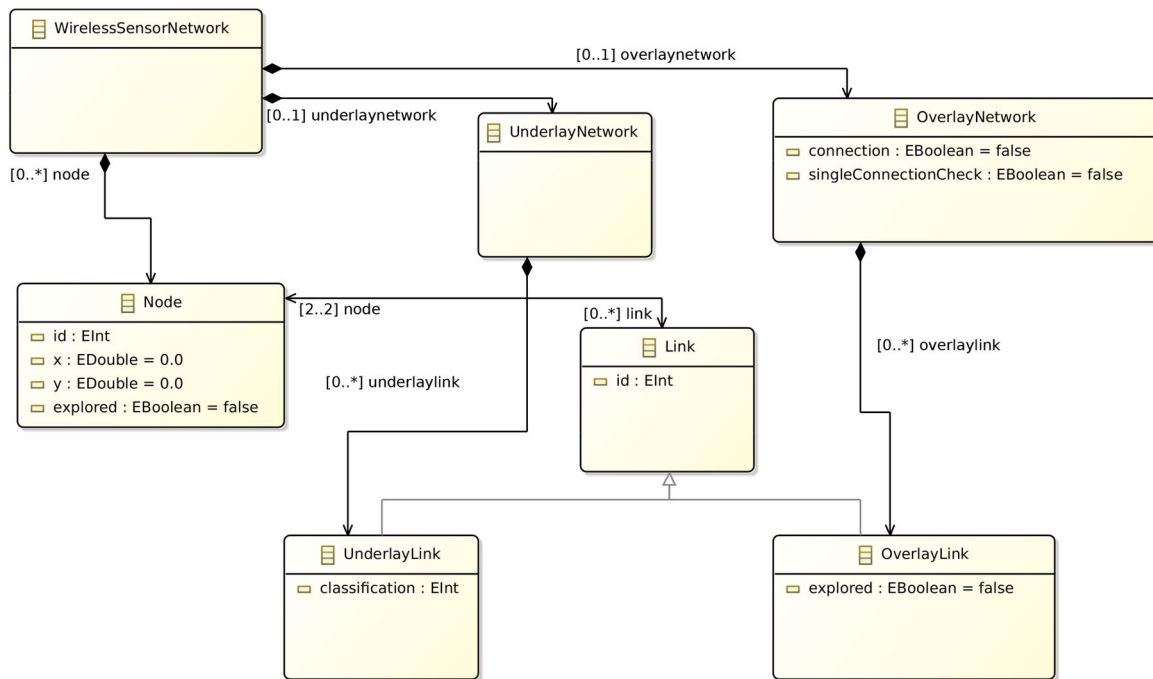 WirelessSensorNetwork
[0..1] overlaynetwork
[0..1] underlaynetwork
UnderlayNetwork
OverlayNetwork
connection : EBoolean = false
singleConnectionCheck : EBoolean = false
[0..*] node
Node
id : EInt
x : EDouble = 0.0
y : EDouble = 0.0
explored : EBoolean = false
[2..2] node
[0..*] link
Link
id : EInt
[0..*] underlaylink
[0..*] overlaylink
UnderlayLink
classification : EInt
OverlayLink
explored : EBoolean = false